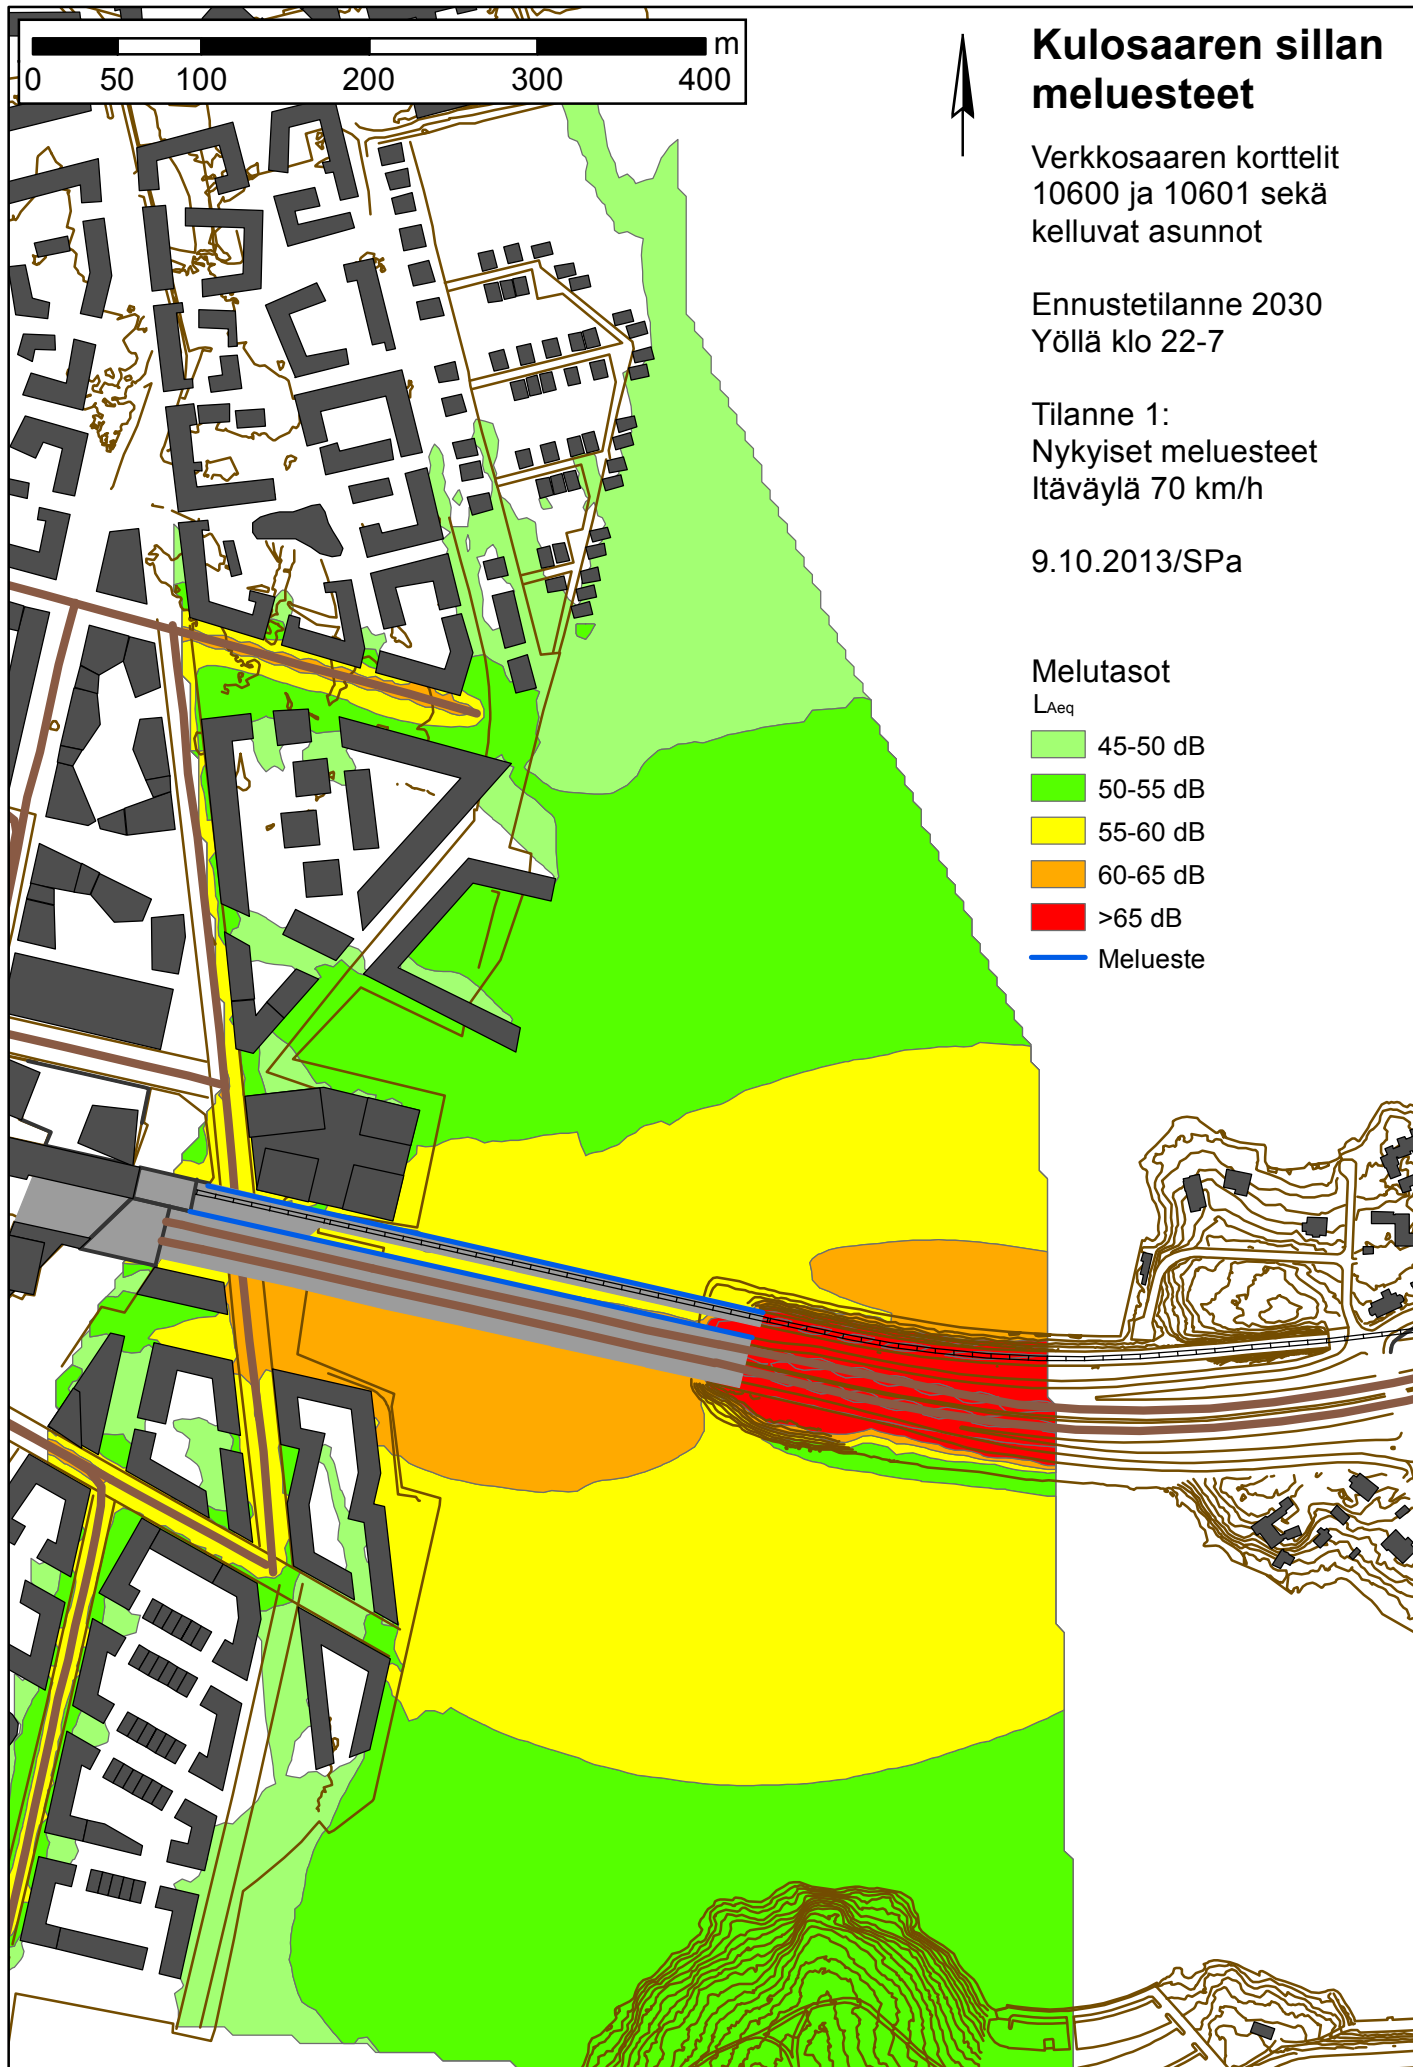 m
0 50 100 200 300 400
Kulosaaren sillan
meluesteet
Verkkosaaren korttelit
10600 ja 10601 sekä
kelluvat asunnot
Ennustetilanne 2030
Yöllä klo 22-7
Tilanne 1:
Nykyiset meluesteet
Itäväylä 70 km/h
9.10.2013/SPa
Melutasot
LAeq
45-50 dB
50-55 dB
55-60 dB
60-65 dB
>65 dB
Melueste